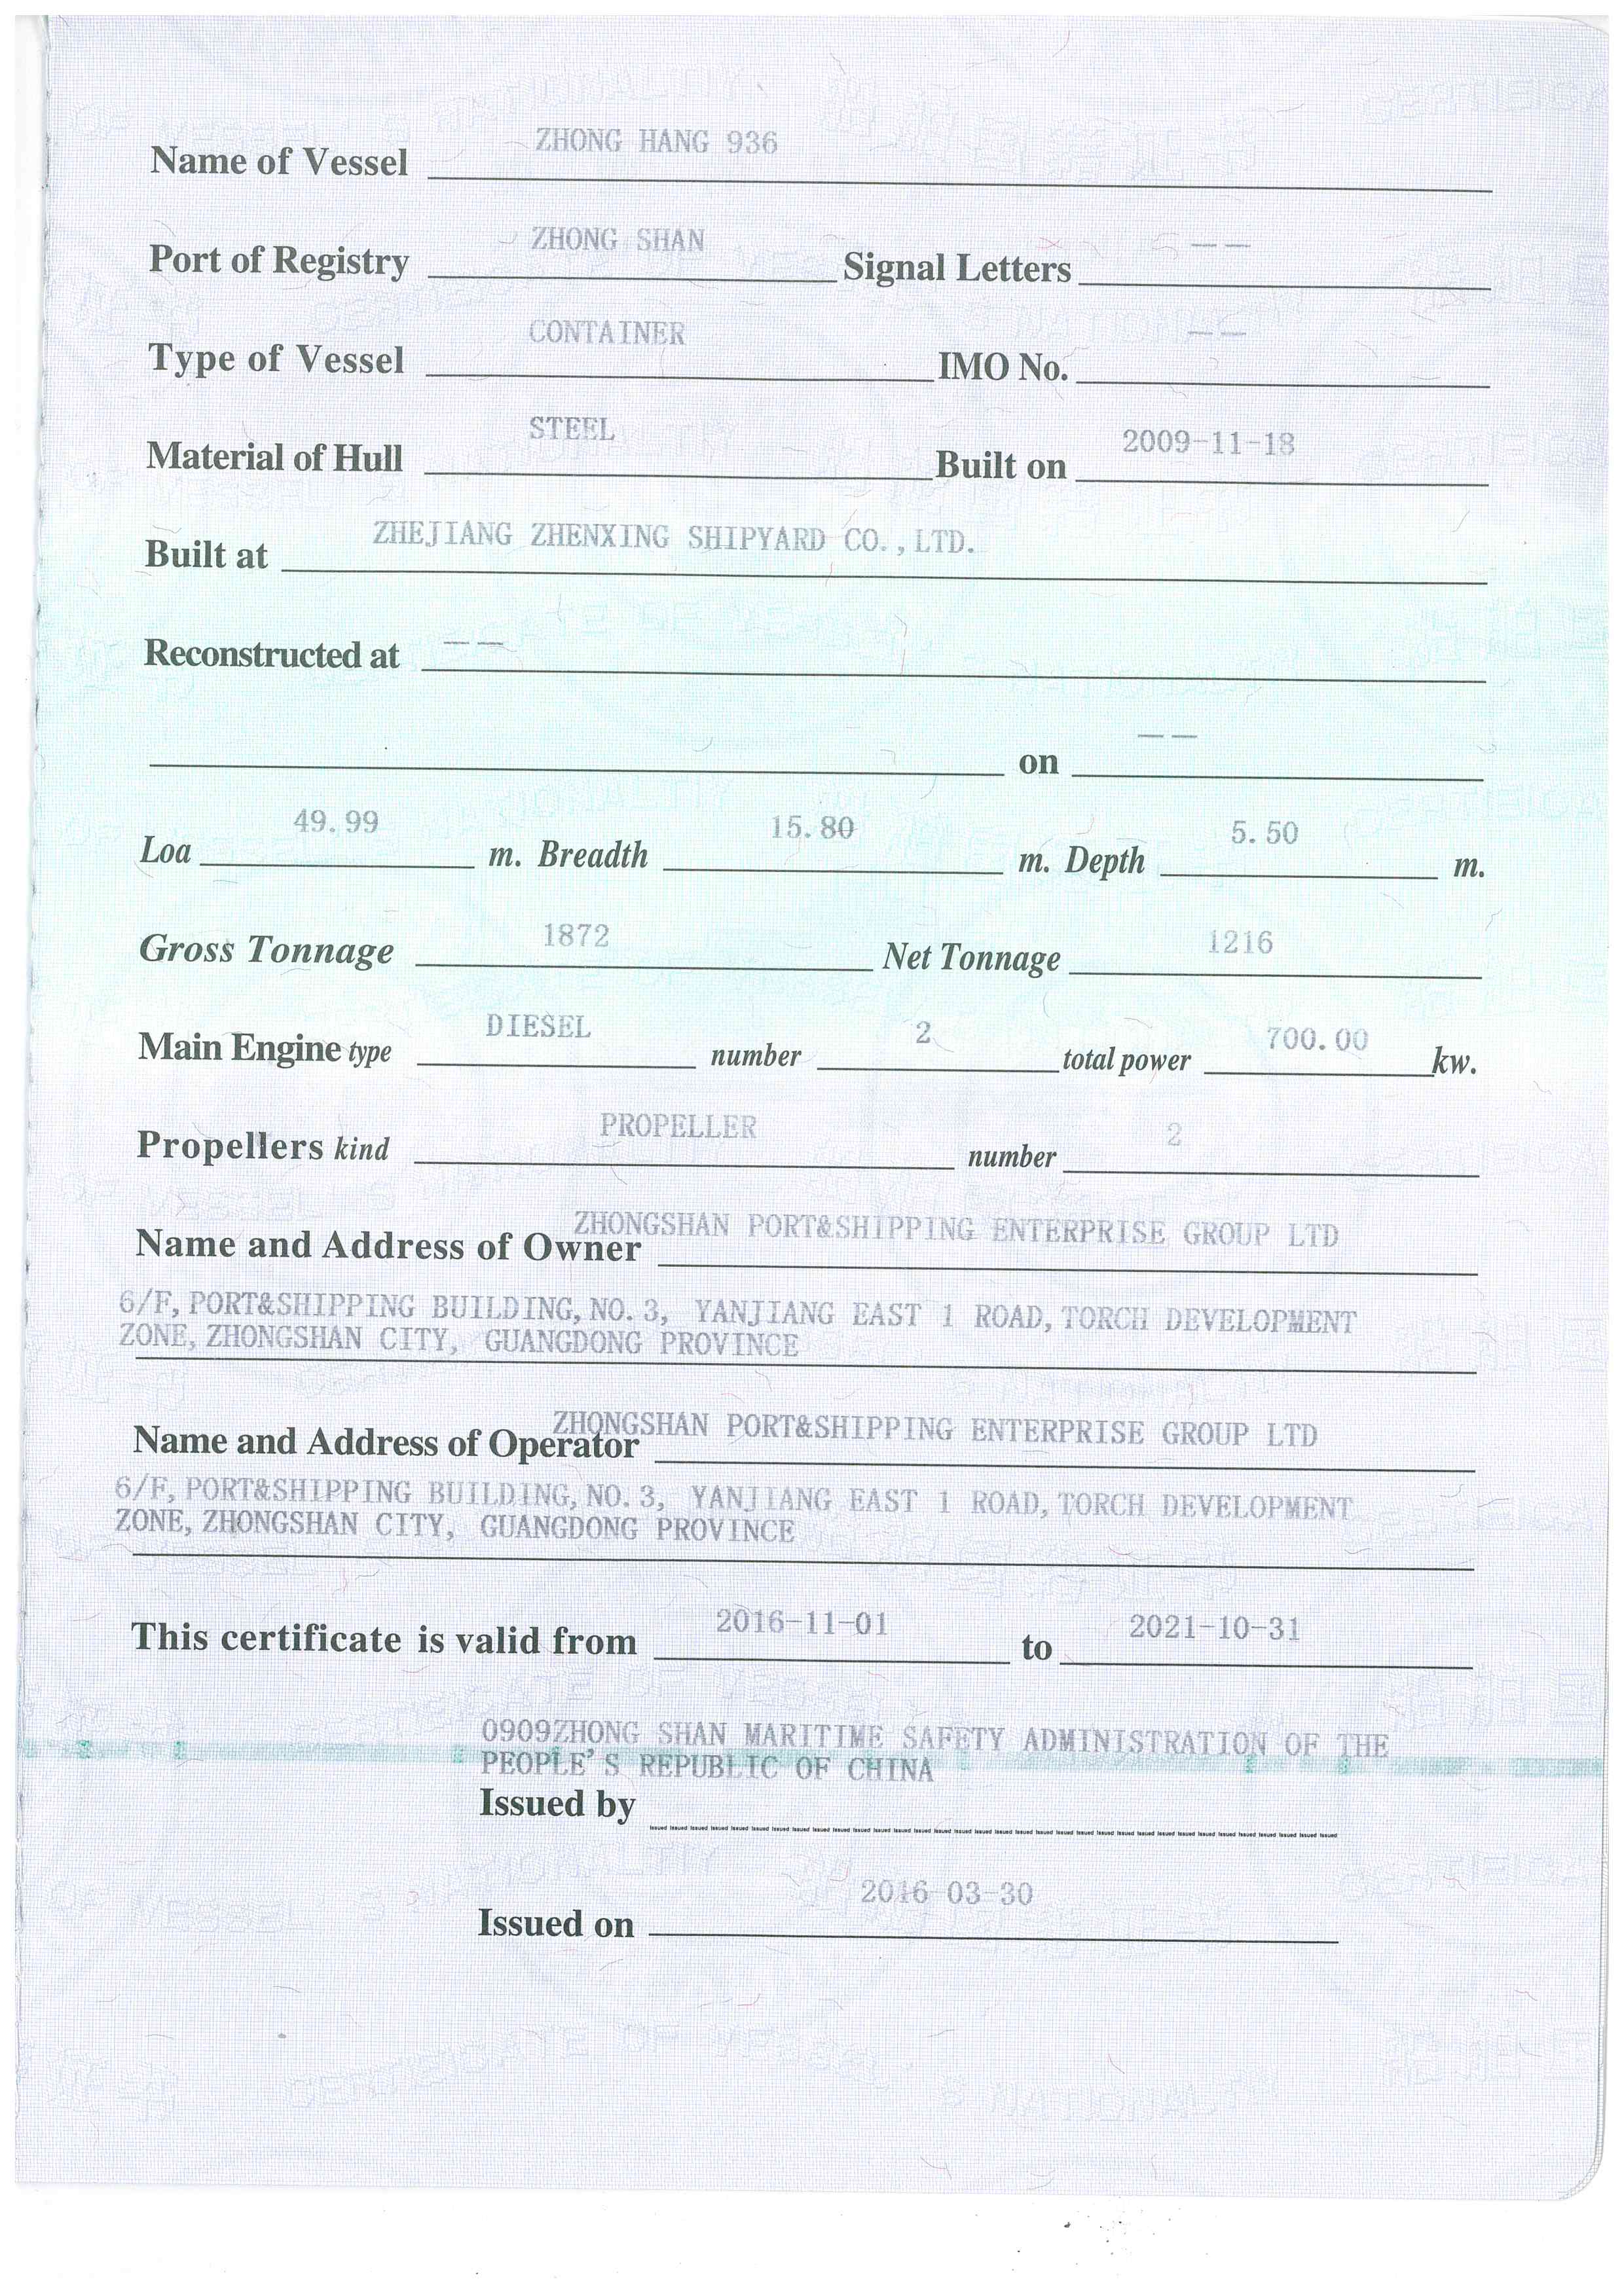 Name of Vessel ZHONG HANG 936
Port of Registry ZHONG SHAN Signal Letters ——
Type of Vessel CONTAINER IMO No. ——
Material of Hull STEEL Built on 2009-11-18
Built at ZHEJIANG ZHENXING SHIPYARD CO.,LTD.
Reconstructed at ——
on ——
Loa 49.99 m. Breadth 15.80 m. Depth 5.50 m.
Gross Tonnage 1872 Net Tonnage 1216
Main Engine type DIESEL number 2 total power 700.00 kw.
Propellers kind PROPELLER number 2
Name and Address of Owner ZHONGSHAN PORT&SHIPPING ENTERPRISE GROUP LTD
6/F, PORT&SHIPPING BUILDING, NO. 3, YANJIANG EAST 1 ROAD, TORCH DEVELOPMENT
ZONE, ZHONGSHAN CITY, GUANGDONG PROVINCE
Name and Address of Operator ZHONGSHAN PORT&SHIPPING ENTERPRISE GROUP LTD
6/F, PORT&SHIPPING BUILDING, NO. 3, YANJIANG EAST 1 ROAD, TORCH DEVELOPMENT
ZONE, ZHONGSHAN CITY, GUANGDONG PROVINCE
This certificate is valid from 2016-11-01 to 2021-10-31
0909ZHONG SHAN MARITIME SAFETY ADMINISTRATION OF THE
PEOPLE'S REPUBLIC OF CHINA
Issued by
Issued on 2016-03-30